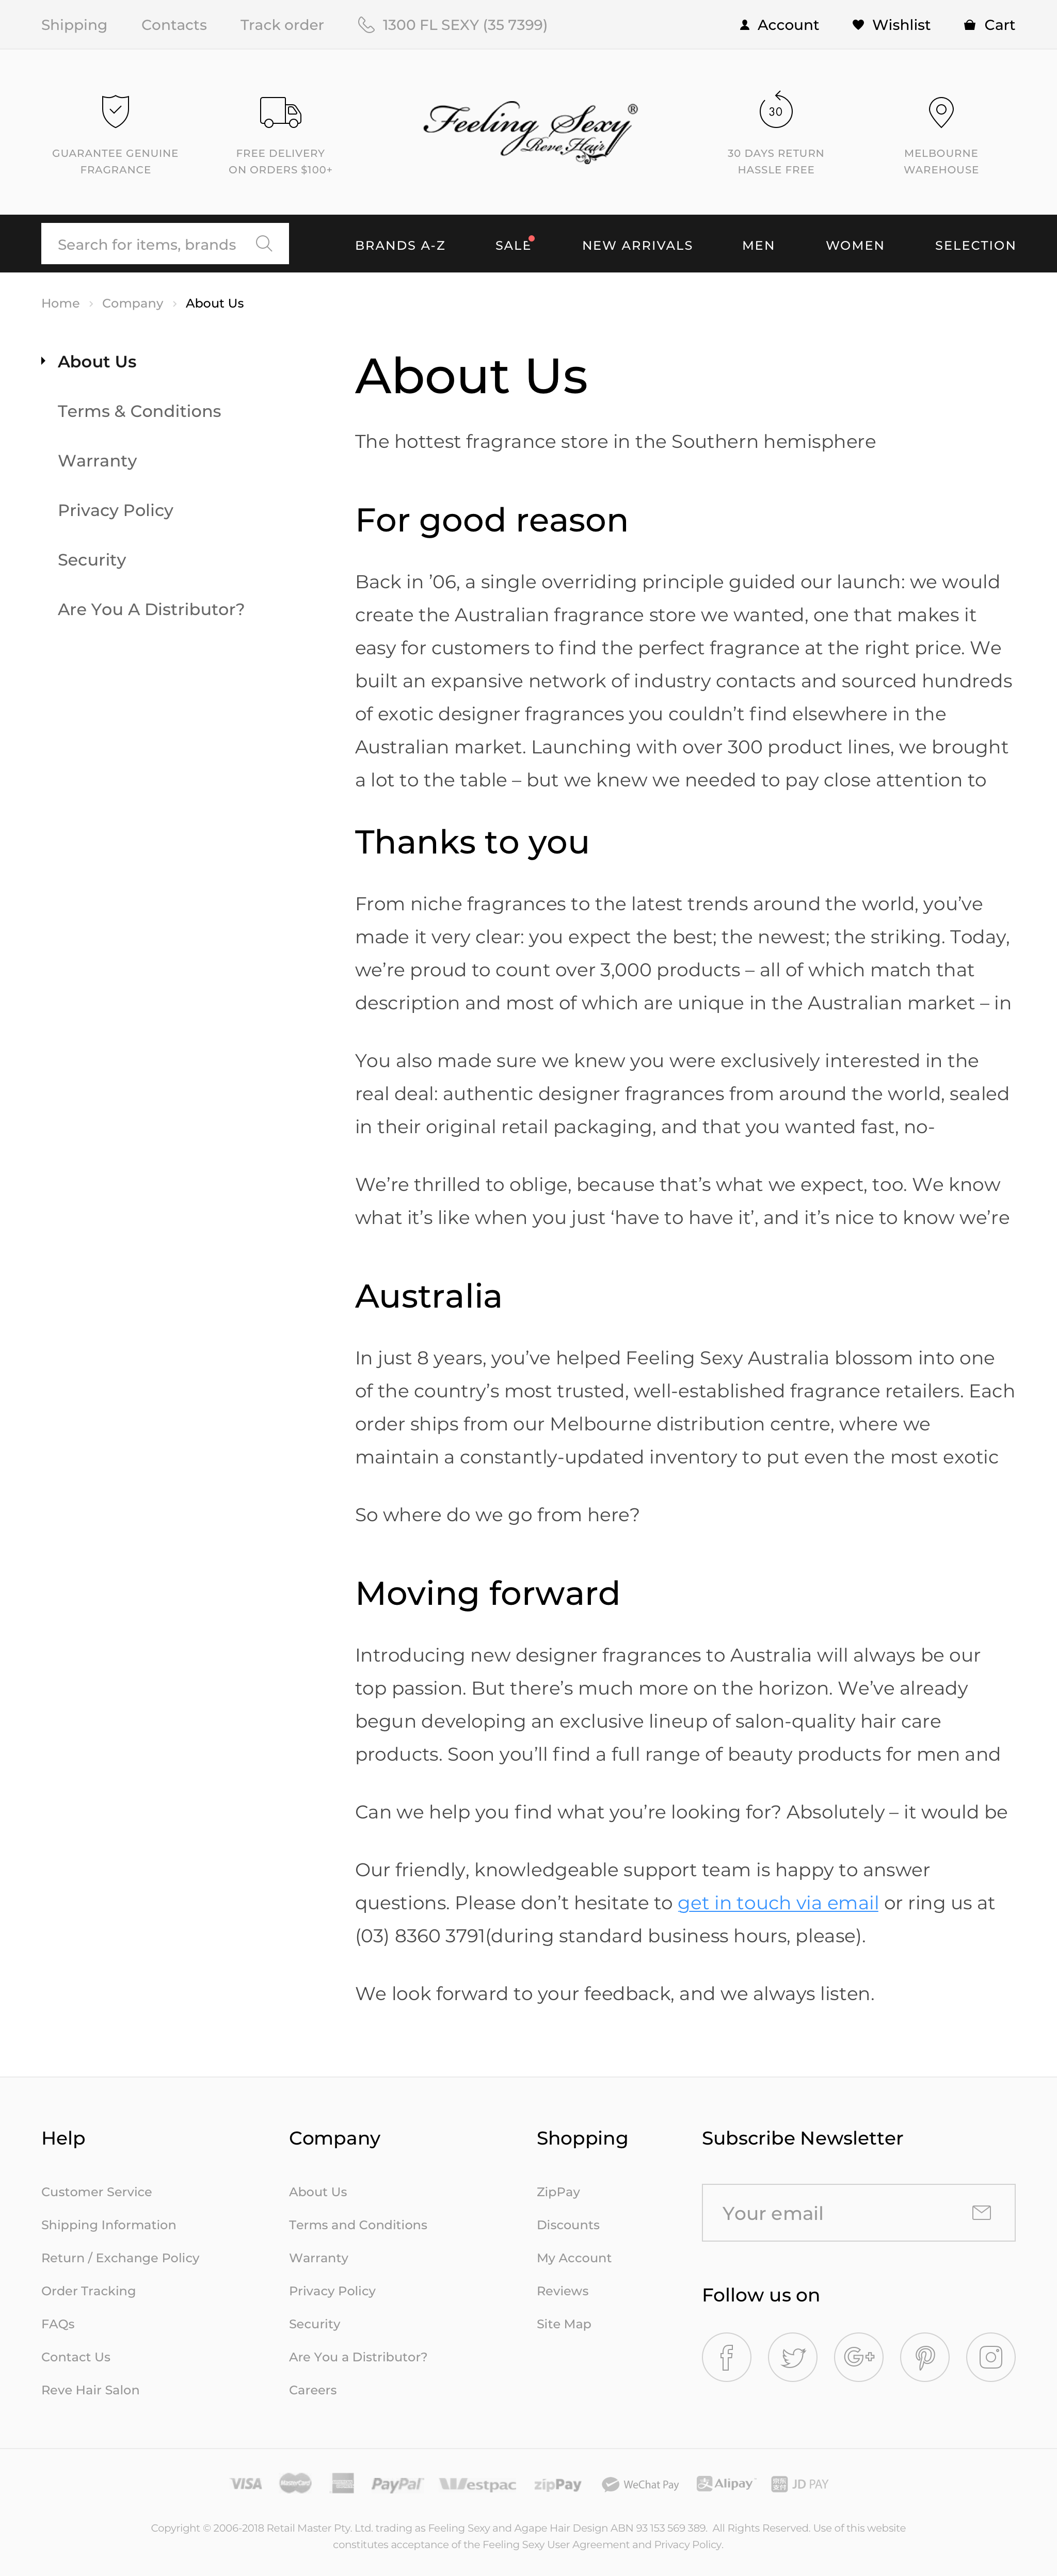 Shipping Contacts Track order 1300 FL SEXY (35 7399) Account Wishlist Cart
GUARANTEE GENUINE
FRAGRANCE
FREE DELIVERY
ON ORDERS $100+
Feeling Sexy®
Reve Hair
30
30 DAYS RETURN
HASSLE FREE
MELBOURNE
WAREHOUSE
Search for items, brands
BRANDS A-Z SALE NEW ARRIVALS MEN WOMEN SELECTION
Home Company About Us
About Us
Terms & Conditions
Warranty
Privacy Policy
Security
Are You A Distributor?
About Us
The hottest fragrance store in the Southern hemisphere
For good reason
Back in ’06, a single overriding principle guided our launch: we would
create the Australian fragrance store we wanted, one that makes it
easy for customers to find the perfect fragrance at the right price. We
built an expansive network of industry contacts and sourced hundreds
of exotic designer fragrances you couldn’t find elsewhere in the
Australian market. Launching with over 300 product lines, we brought
a lot to the table – but we knew we needed to pay close attention to
Thanks to you
From niche fragrances to the latest trends around the world, you’ve
made it very clear: you expect the best; the newest; the striking. Today,
we’re proud to count over 3,000 products – all of which match that
description and most of which are unique in the Australian market – in
You also made sure we knew you were exclusively interested in the
real deal: authentic designer fragrances from around the world, sealed
in their original retail packaging, and that you wanted fast, no-
We’re thrilled to oblige, because that’s what we expect, too. We know
what it’s like when you just ‘have to have it’, and it’s nice to know we’re
Australia
In just 8 years, you’ve helped Feeling Sexy Australia blossom into one
of the country’s most trusted, well-established fragrance retailers. Each
order ships from our Melbourne distribution centre, where we
maintain a constantly-updated inventory to put even the most exotic
So where do we go from here?
Moving forward
Introducing new designer fragrances to Australia will always be our
top passion. But there’s much more on the horizon. We’ve already
begun developing an exclusive lineup of salon-quality hair care
products. Soon you’ll find a full range of beauty products for men and
Can we help you find what you’re looking for? Absolutely – it would be
Our friendly, knowledgeable support team is happy to answer
questions. Please don’t hesitate to get in touch via email or ring us at
(03) 8360 3791(during standard business hours, please).
We look forward to your feedback, and we always listen.
Help
Customer Service
Shipping Information
Return / Exchange Policy
Order Tracking
FAQs
Contact Us
Reve Hair Salon
Company
About Us
Terms and Conditions
Warranty
Privacy Policy
Security
Are You a Distributor?
Careers
Shopping
ZipPay
Discounts
My Account
Reviews
Site Map
Subscribe Newsletter
Your email
Follow us on
VISA MasterCard PayPal Westpac zipPay WeChat Pay Alipay JD PAY
Copyright © 2006-2018 Retail Master Pty. Ltd. trading as Feeling Sexy and Agape Hair Design ABN 93 153 569 389. All Rights Reserved. Use of this website
constitutes acceptance of the Feeling Sexy User Agreement and Privacy Policy.